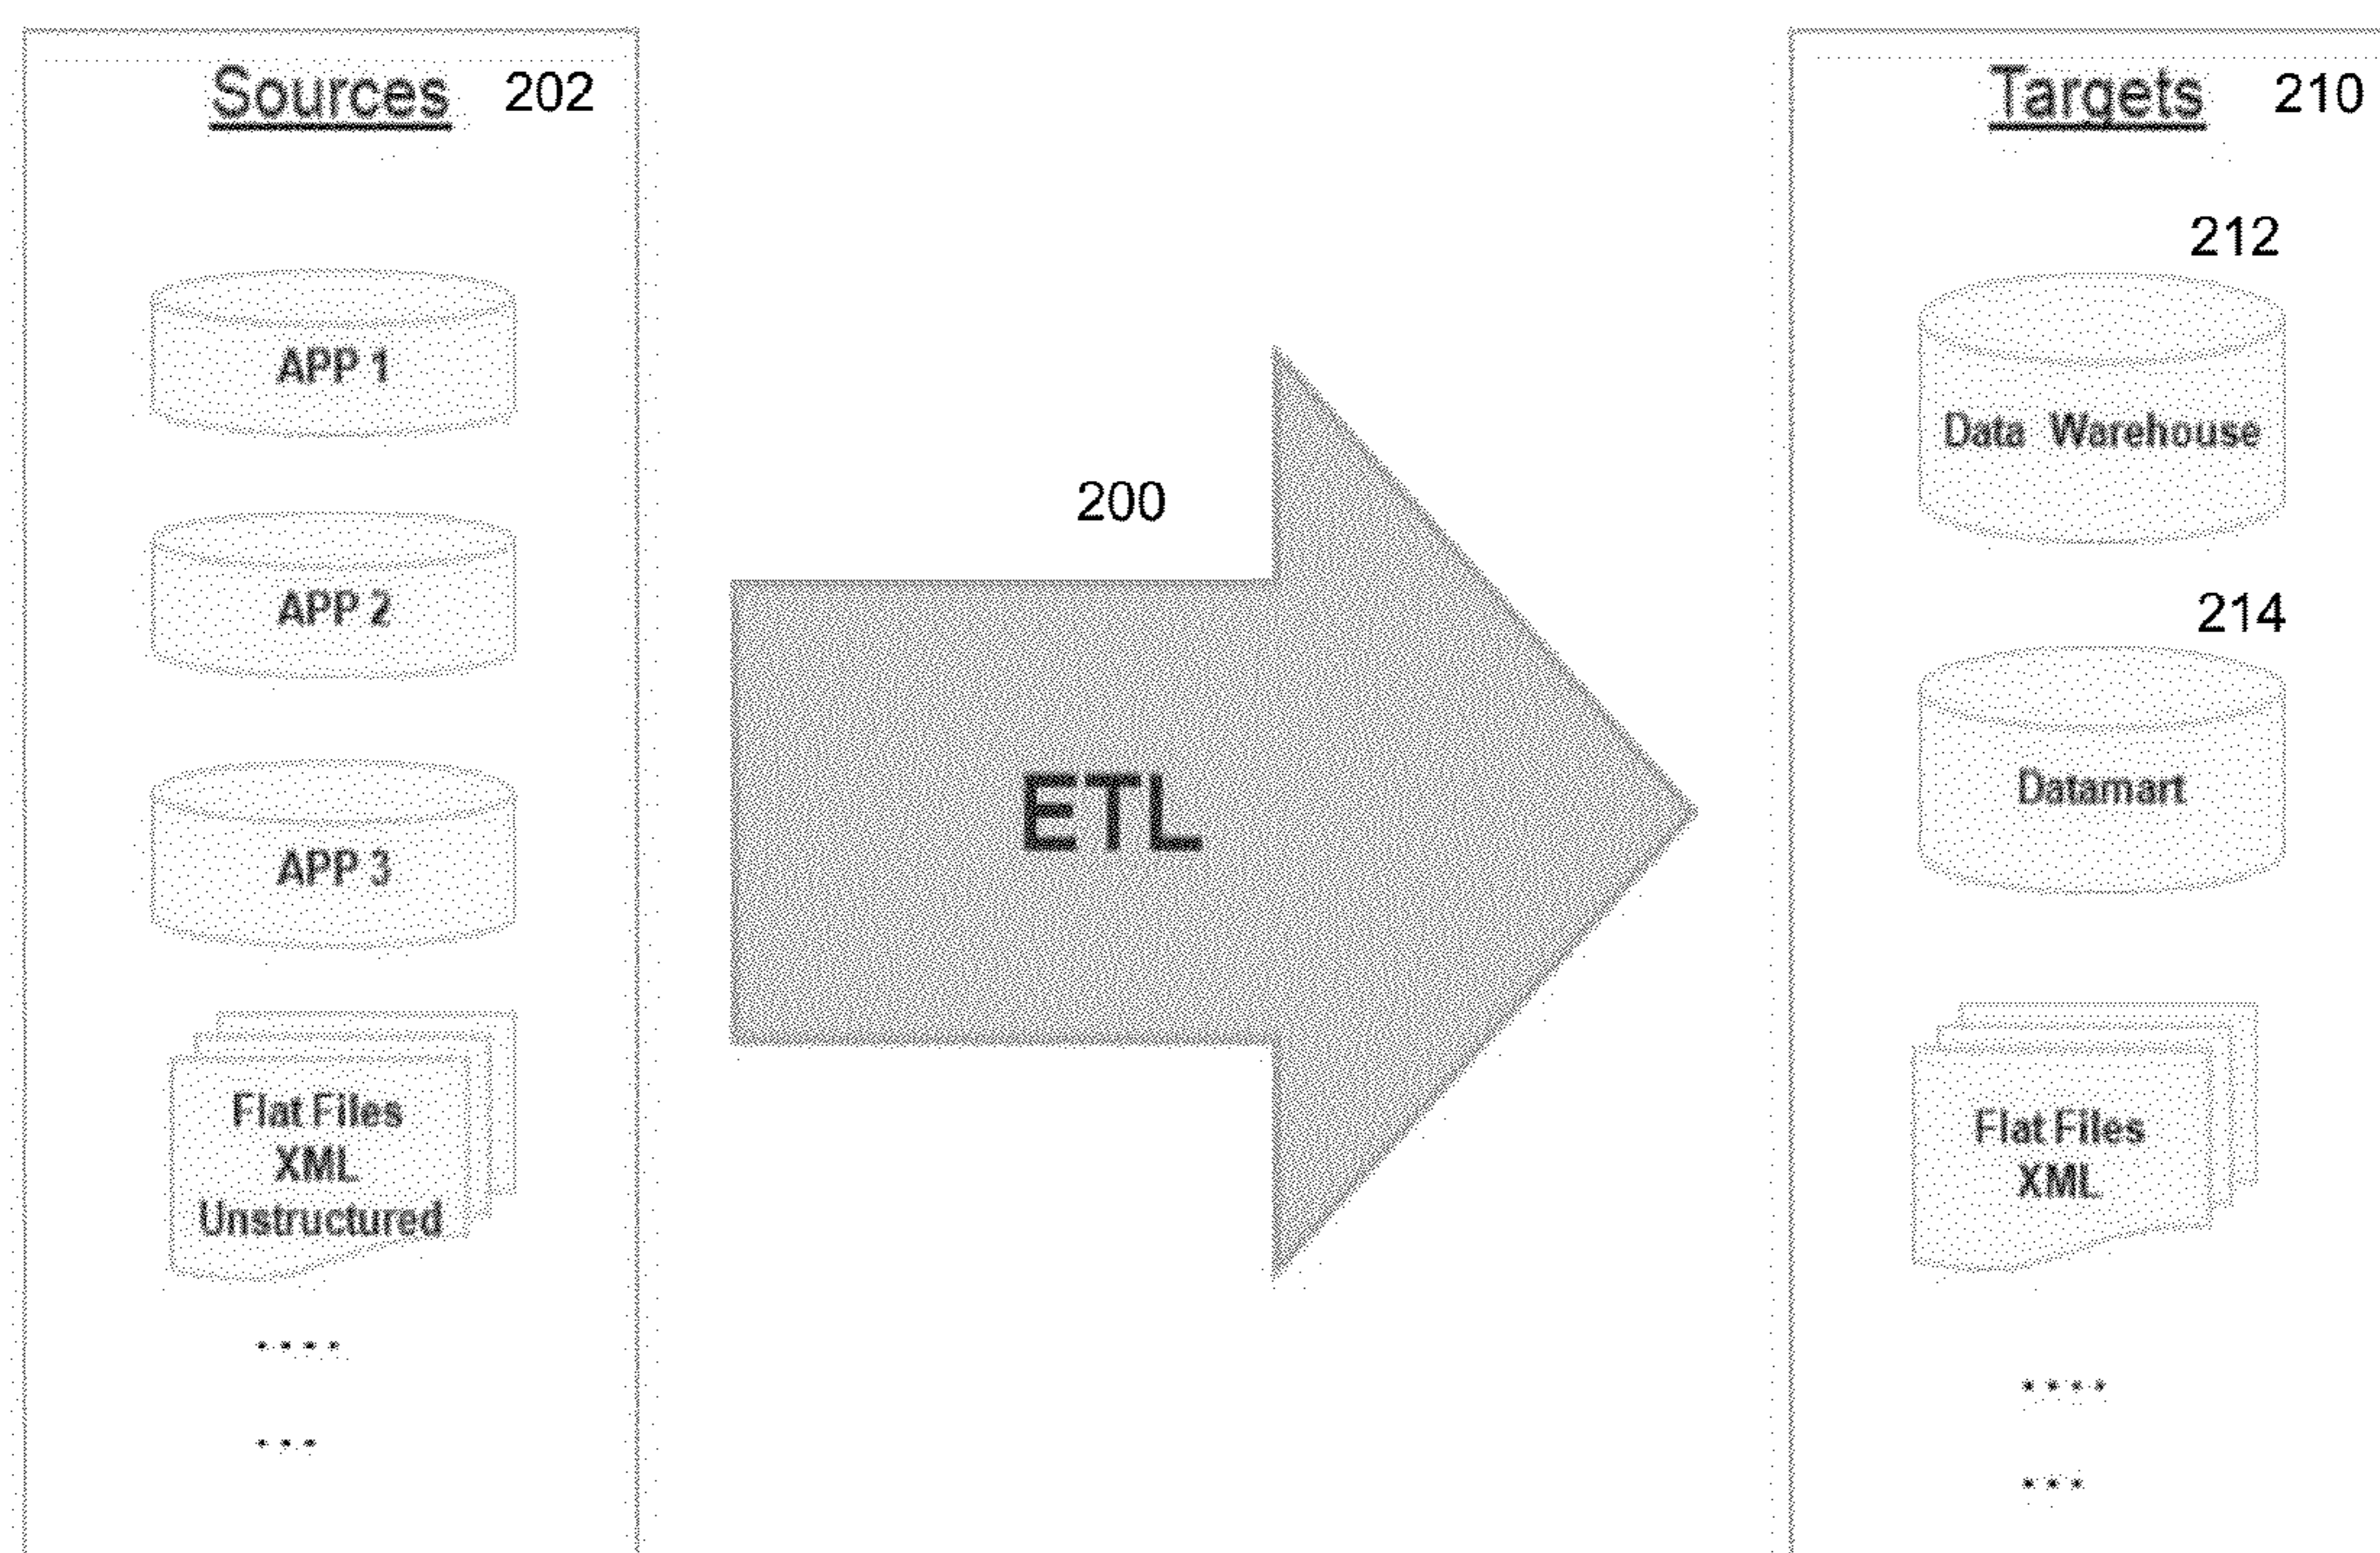 Sources 202
APP 1
APP 2
APP 3
Flat Files
XML
Unstructured
....
...
200
ETL
Targets 210
212
Data Warehouse
214
Datamart
Flat Files
XML
....
...